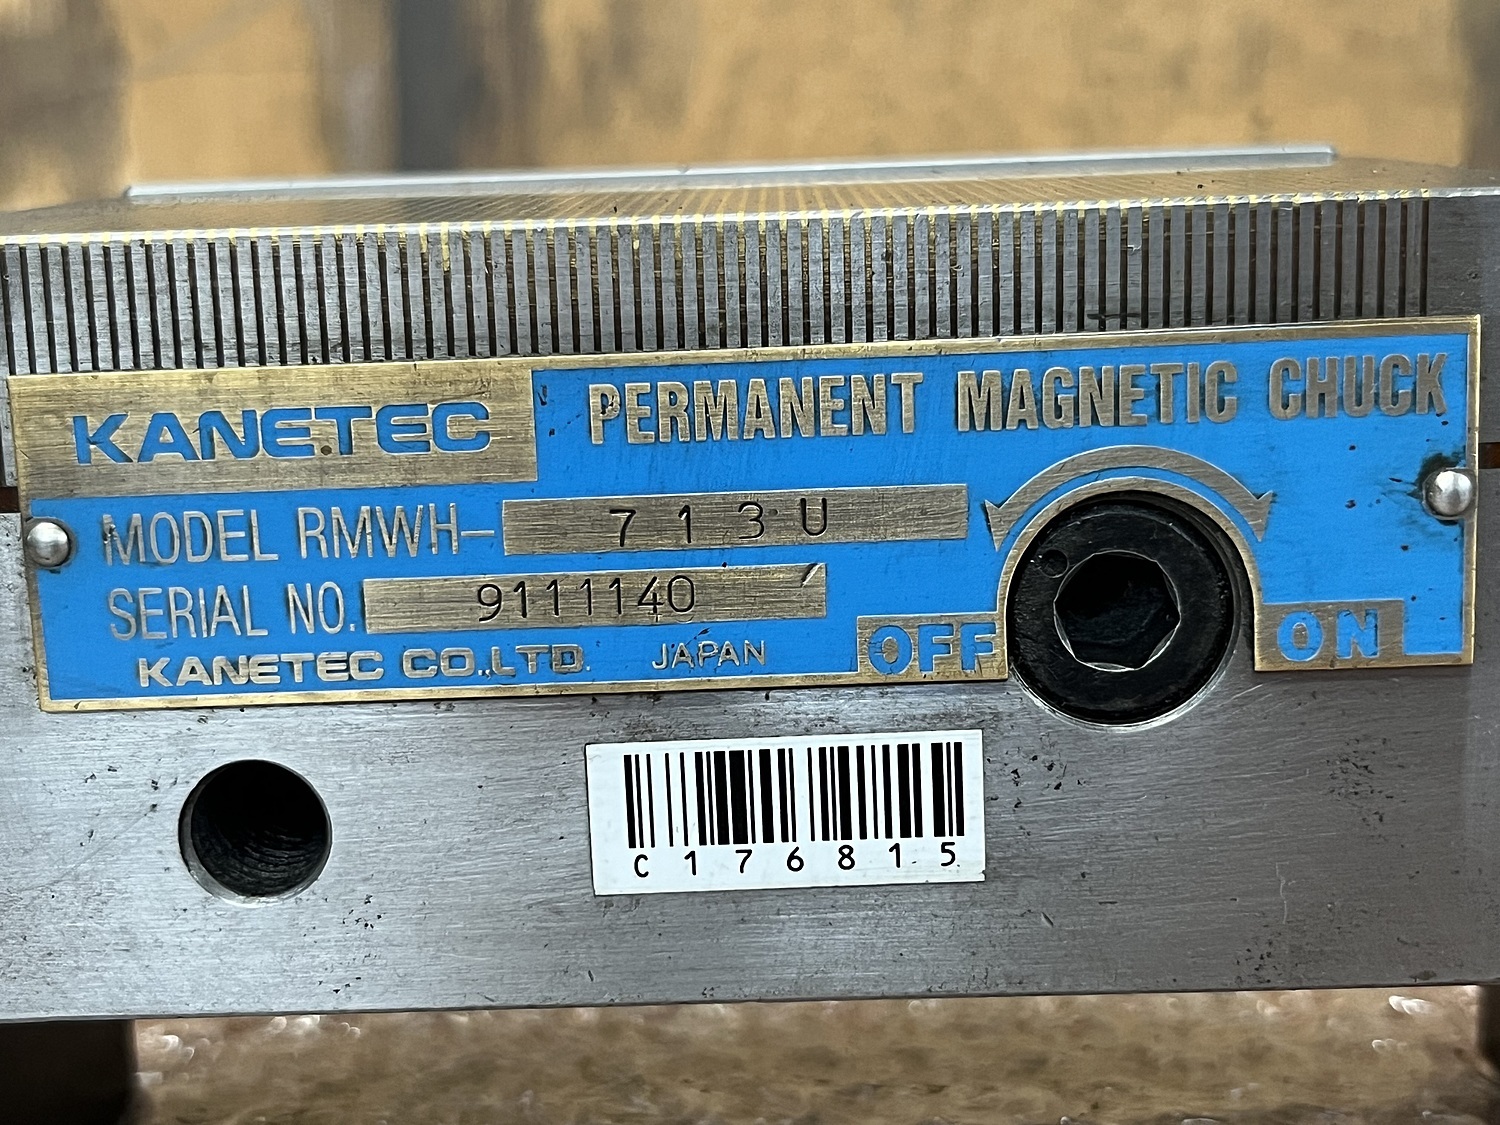 KANETEC
PERMANENT MAGNETIC CHUCK
MODEL RMWH- 713U
SERIAL NO. 9111140
KANETEC CO.,LTD. JAPAN
OFF
ON
C176815